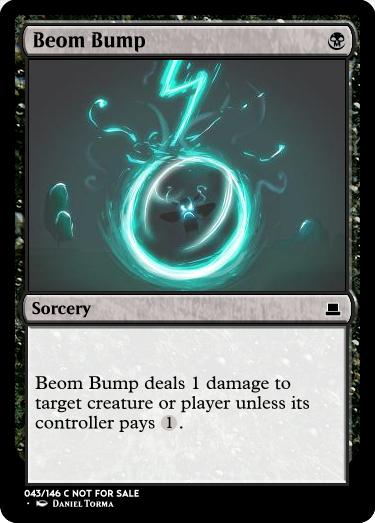 Beom Bump
Sorcery
Beom Bump deals 1 damage to
target creature or player unless its
controller pays 1.
043/146 C NOT FOR SALE
· DANIEL TORMA